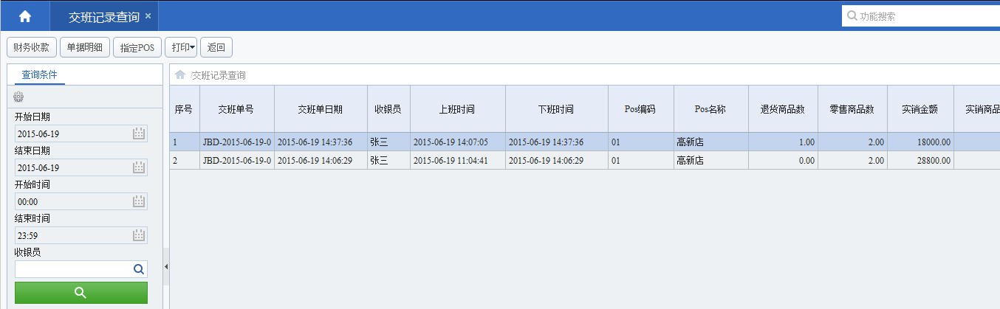 交班记录查询 ×
功能搜索
财务收款 单据明细 指定POS 打印 返回
查询条件
/交班记录查询
序号 交班单号 交班单日期 收银员 上班时间 下班时间 Pos编码 Pos名称 退货商品数 零售商品数 实销金额 实销商品
1 JBD-2015-06-19-0 2015-06-19 14:37:36 张三 2015-06-19 14:07:05 2015-06-19 14:37:36 01 高新店 1.00 2.00 18000.00
2 JBD-2015-06-19-0 2015-06-19 14:06:29 张三 2015-06-19 11:04:41 2015-06-19 14:06:29 01 高新店 0.00 2.00 28800.00
开始日期
2015-06-19
结束日期
2015-06-19
开始时间
00:00
结束时间
23:59
收银员